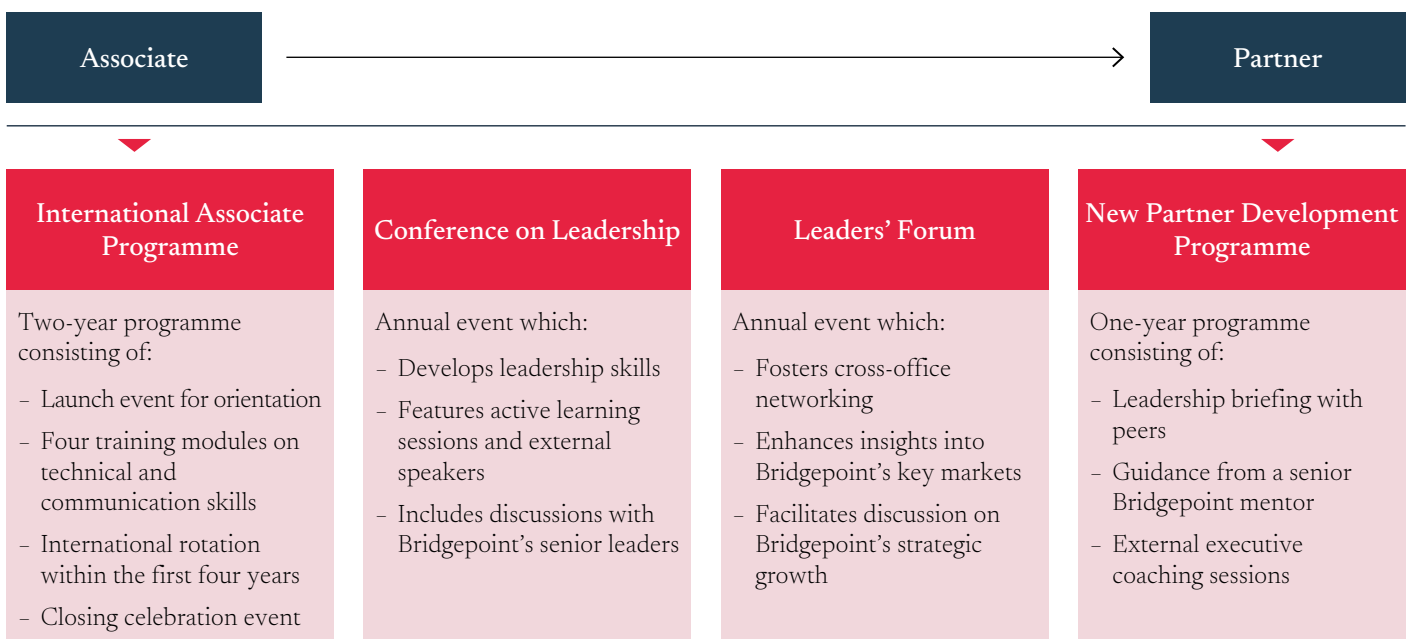 Associate
Partner
International Associate
Programme
Two-year programme
consisting of:
– Launch event for orientation
– Four training modules on
technical and
communication skills
– International rotation
within the first four years
– Closing celebration event
Conference on Leadership
Annual event which:
– Develops leadership skills
– Features active learning
sessions and external
speakers
– Includes discussions with
Bridgepoint’s senior leaders
Leaders’ Forum
Annual event which:
– Fosters cross-office
networking
– Enhances insights into
Bridgepoint’s key markets
– Facilitates discussion on
Bridgepoint’s strategic
growth
New Partner Development
Programme
One-year programme
consisting of:
– Leadership briefing with
peers
– Guidance from a senior
Bridgepoint mentor
– External executive
coaching sessions